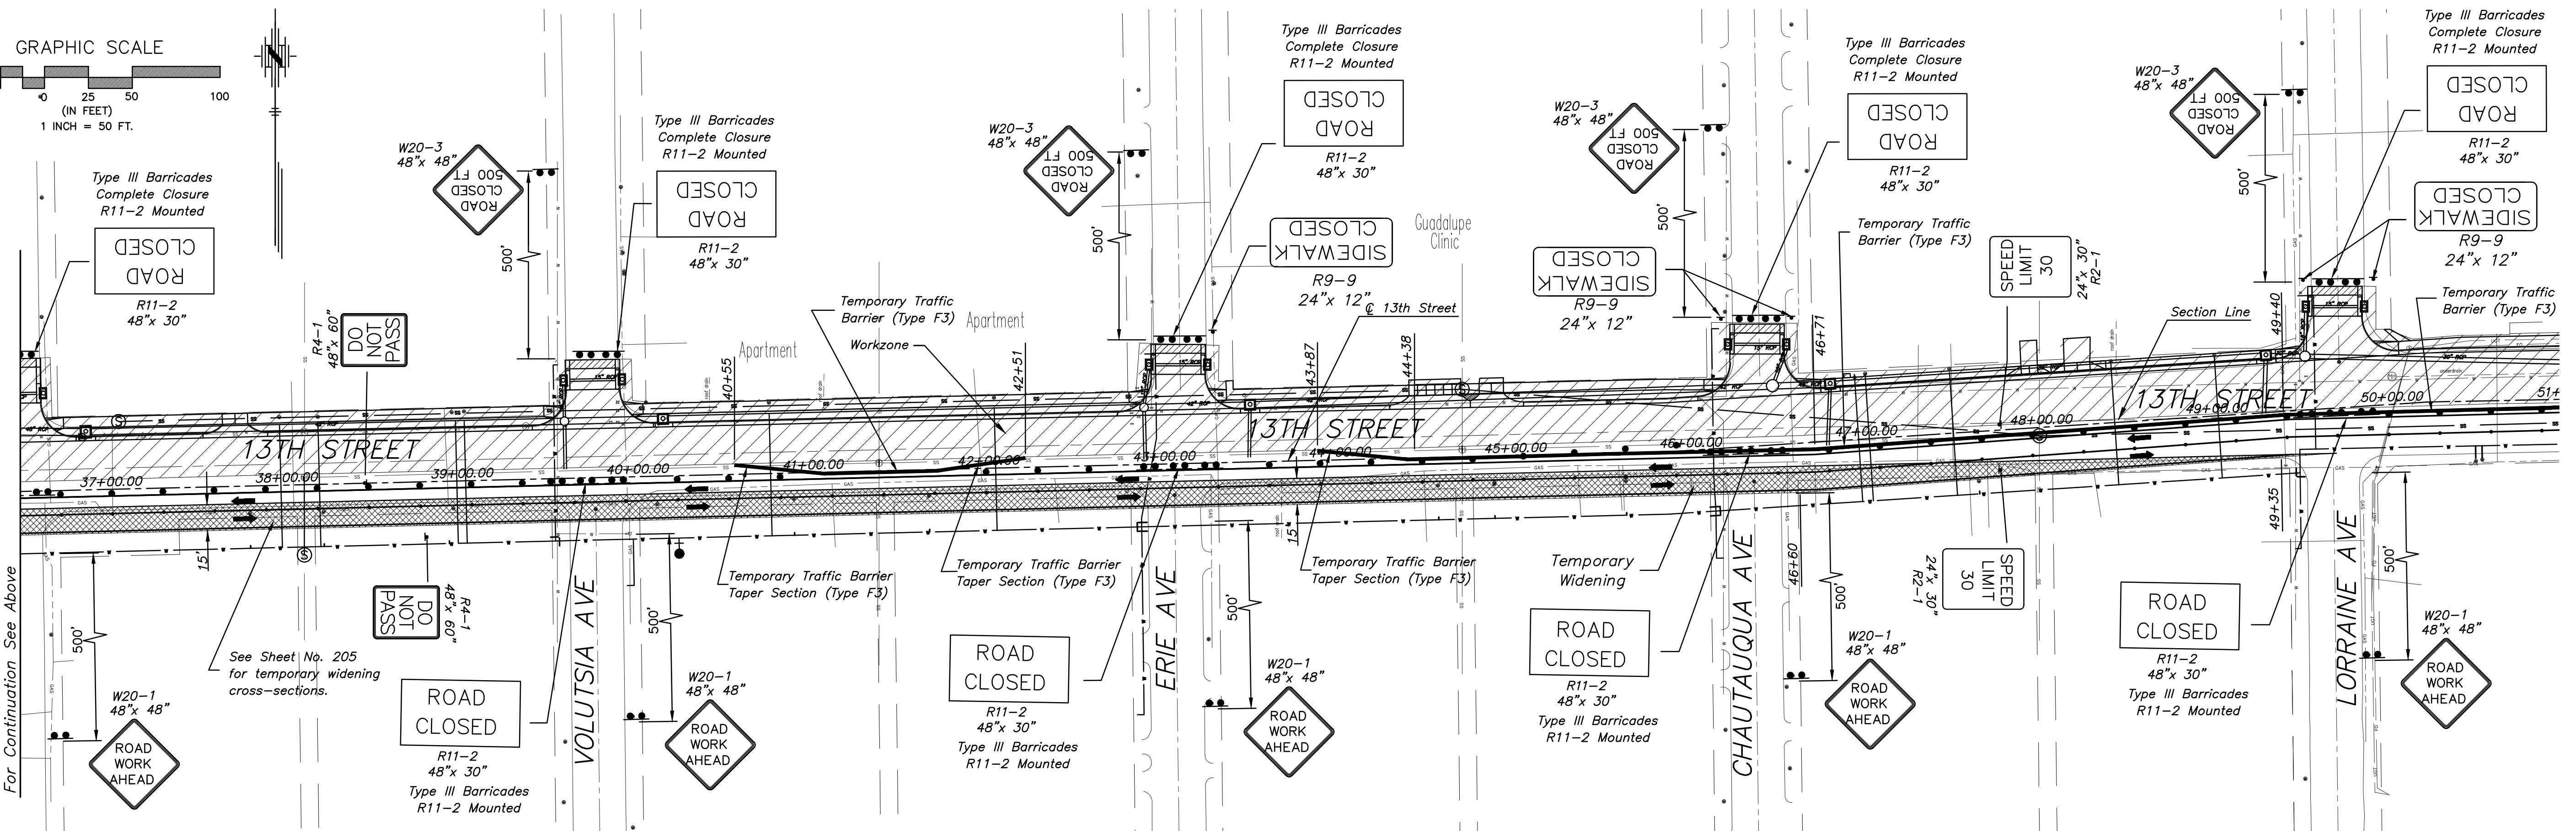 GRAPHIC SCALE
0 25 50 100
(IN FEET)
1 INCH = 50 FT.
Type III Barricades
Complete Closure
R11-2 Mounted
ROAD
CLOSED
R11-2
48"x 30"
W20-3
48"x 48"
ROAD
CLOSED
500 FT
500'
R4-1
48"x 60"
DO
NOT
PASS
Type III Barricades
Complete Closure
R11-2 Mounted
ROAD
CLOSED
R11-2
48"x 30"
Apartment
40+55
Temporary Traffic
Barrier (Type F3)
Workzone
Apartment
42+51
W20-3
48"x 48"
ROAD
CLOSED
500 FT
500'
Type III Barricades
Complete Closure
R11-2 Mounted
ROAD
CLOSED
R11-2
48"x 30"
SIDEWALK
CLOSED
R9-9
24"x 12"
℄ 13th Street
43+87
44+38
Guadalupe
Clinic
W20-3
48"x 48"
ROAD
CLOSED
500 FT
500'
SIDEWALK
CLOSED
R9-9
24"x 12"
Type III Barricades
Complete Closure
R11-2 Mounted
ROAD
CLOSED
R11-2
48"x 30"
Temporary Traffic
Barrier (Type F3)
46+71
SPEED
LIMIT
30
24"x 30"
R2-1
Section Line
W20-3
48"x 48"
ROAD
CLOSED
500 FT
500'
49+40
Type III Barricades
Complete Closure
R11-2 Mounted
ROAD
CLOSED
R11-2
48"x 30"
SIDEWALK
CLOSED
R9-9
24"x 12"
Temporary Traffic
Barrier (Type F3)
13TH STREET
13TH STREET
13TH STREET
37+00.00
38+00.00
39+00.00
40+00.00
41+00.00
42+00.00
43+00.00
44+00.00
45+00.00
46+00.00
47+00.00
48+00.00
49+00.00
50+00.00
For Continuation See Above
500'
W20-1
48"x 48"
ROAD
WORK
AHEAD
15'
See Sheet No. 205
for temporary widening
cross-sections.
DO
NOT
PASS
R4-1
48"x 60"
ROAD
CLOSED
R11-2
48"x 30"
Type III Barricades
R11-2 Mounted
VOLUTSIA AVE
500'
W20-1
48"x 48"
ROAD
WORK
AHEAD
Temporary Traffic Barrier
Taper Section (Type F3)
Temporary Traffic Barrier
Taper Section (Type F3)
ROAD
CLOSED
R11-2
48"x 30"
Type III Barricades
R11-2 Mounted
ERIE AVE
500'
W20-1
48"x 48"
ROAD
WORK
AHEAD
15'
Temporary Traffic Barrier
Taper Section (Type F3)
Temporary
Widening
ROAD
CLOSED
R11-2
48"x 30"
Type III Barricades
R11-2 Mounted
CHAUTAUQUA AVE
46+60
500'
W20-1
48"x 48"
ROAD
WORK
AHEAD
24"x 30"
R2-1
SPEED
LIMIT
30
ROAD
CLOSED
R11-2
48"x 30"
Type III Barricades
R11-2 Mounted
49+35
LORRAINE AVE
500'
W20-1
48"x 48"
ROAD
WORK
AHEAD